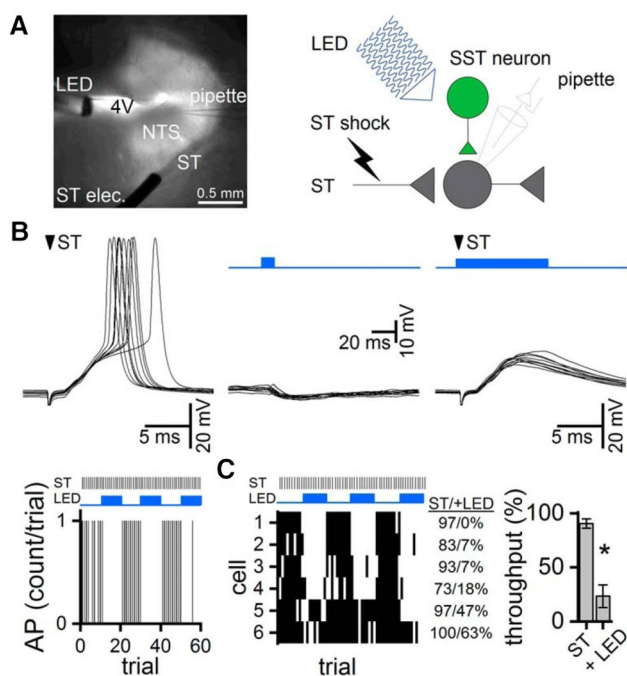 A
LED
4V
pipette
NTS
ST
ST elec.
0.5 mm
LED
SST neuron
pipette
ST shock
ST
B
ST
ST
20 ms
10 mV
5 ms
20 mV
5 ms
20 mV
ST
LED
AP (count/trial)
1
0
0 20 40 60
trial
C
ST
LED
ST/+LED
cell
1 97/0%
2 83/7%
3 93/7%
4 73/18%
5 97/47%
6 100/63%
trial
throughput (%)
100
50
0
*
ST
+ LED